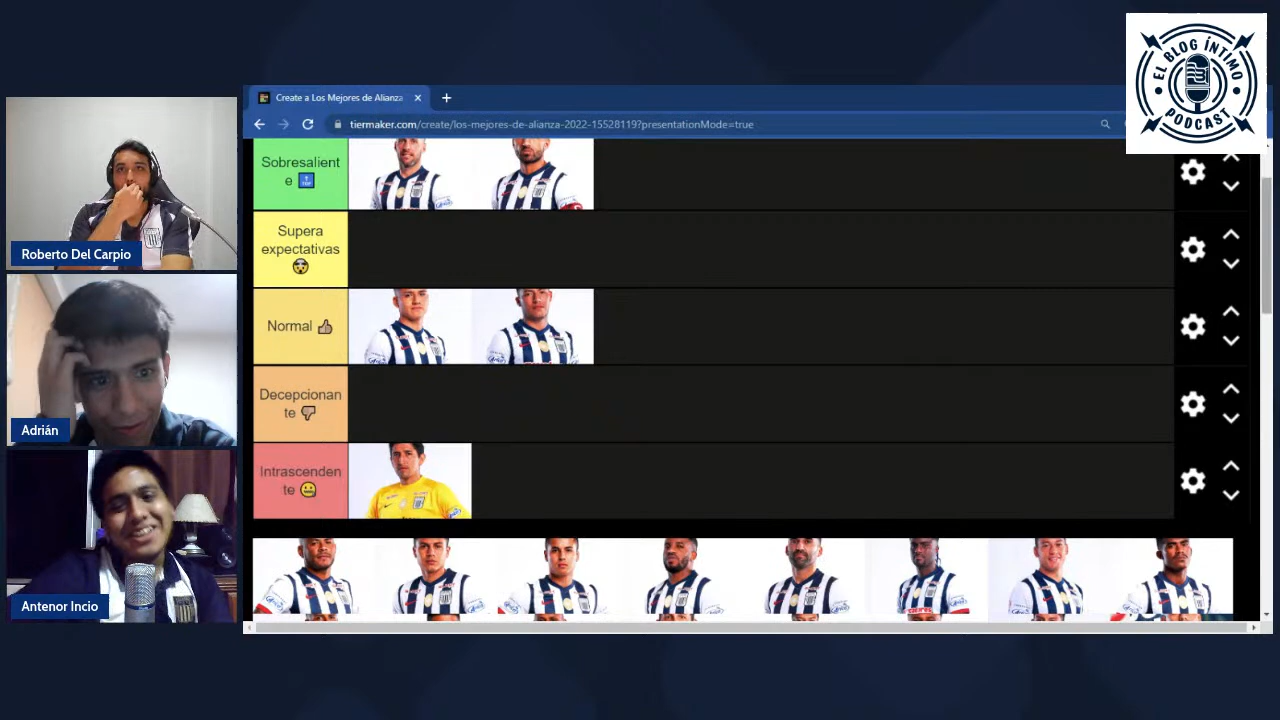 EL BLOG ÍNTIMO
PODCAST
Create a Los Mejores de Alianza
tiermaker.com/create/los-mejores-de-alianza-2022-15528119?presentationMode=true
Roberto Del Carpio
Adrián
Antenor Incio
Sobresalient
e 🔝
TOP
Supera
expectativas
😲
Normal 👍
Decepcionan
te 👎
Intrascenden
te 🤐